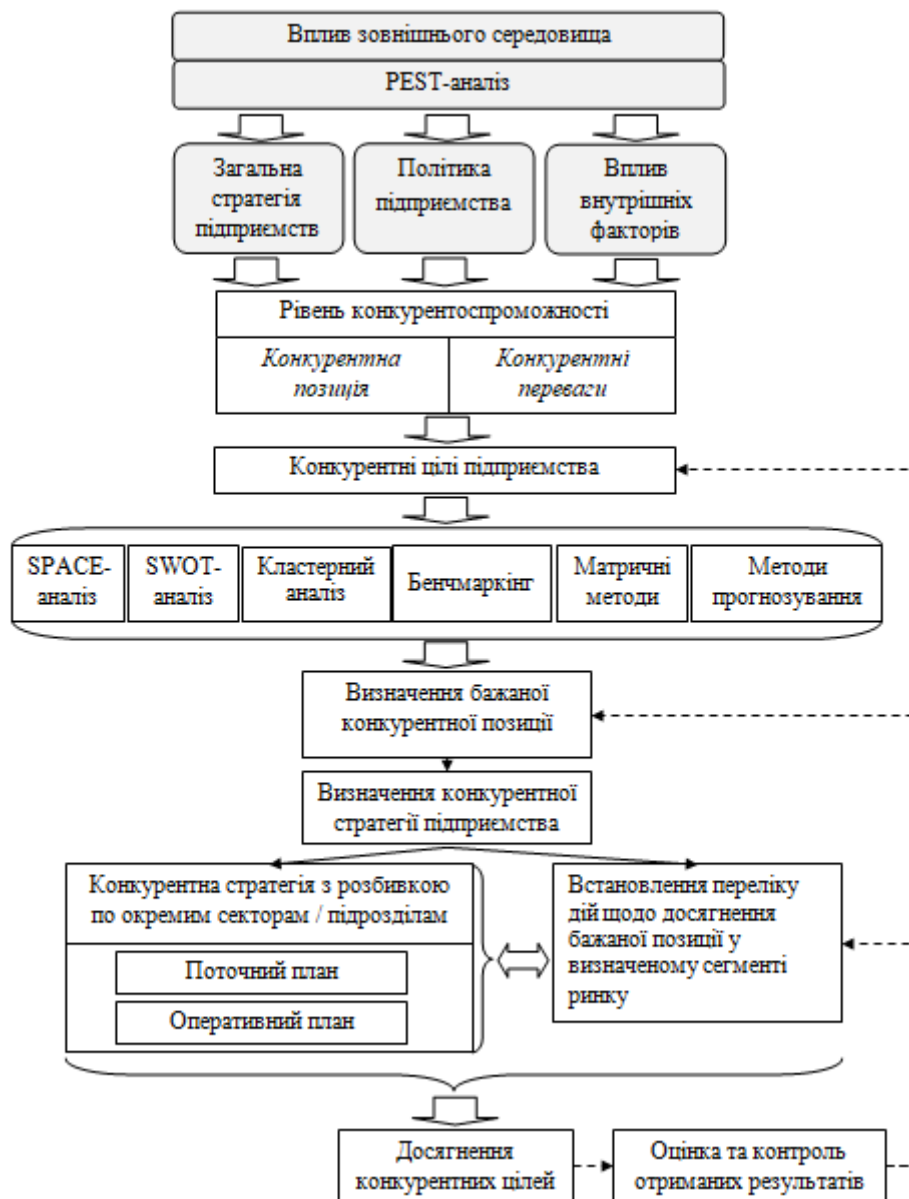 Вплив зовнішнього середовища
PEST-аналіз
Загальна
стратегія
підприємств
Політика
підприємства
Вплив
внутрішніх
факторів
Рівень конкурентоспроможності
Конкурентна
позиція
Конкурентні
переваги
Конкурентні цілі підприємства
SPACE-
аналіз
SWOT-
аналіз
Кластерний
аналіз
Бенчмаркінг
Матричні
методи
Методи
прогнозування
Визначення бажаної
конкурентної позиції
Визначення конкурентної
стратегії підприємства
Конкурентна стратегія з розбивкою
по окремим секторам / підрозділам
Поточний план
Оперативний план
Встановлення переліку
дій щодо досягнення
бажаної позиції у
визначеному сегменті
ринку
Досягнення
конкурентних цілей
Оцінка та контроль
отриманих результатів